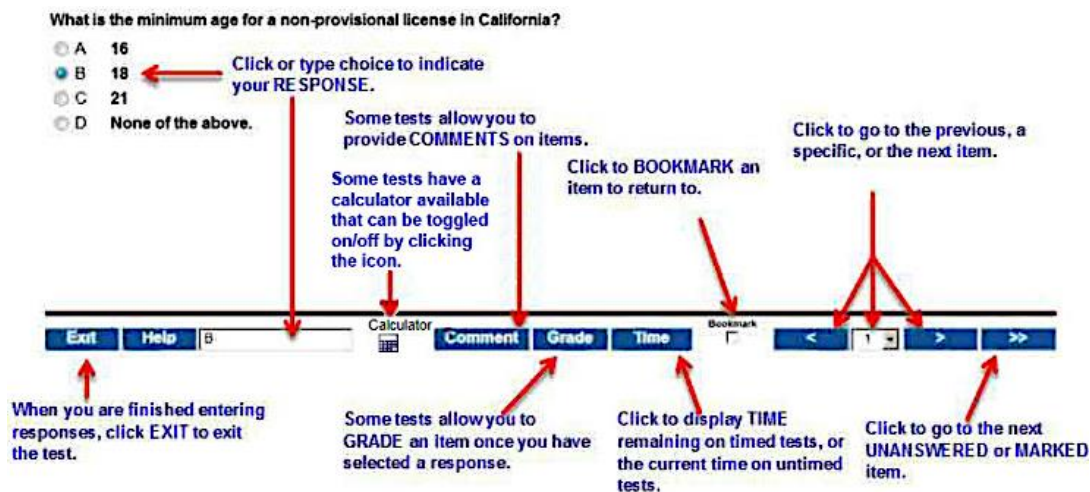 What is the minimum age for a non-provisional license in California?
A 16
B 18
C 21
D None of the above.
Click or type choice to indicate
your RESPONSE.
Some tests allow you to
provide COMMENTS on items.
Click to go to the previous, a
specific, or the next item.
Click to BOOKMARK an
item to return to.
Some tests have a
calculator available
that can be toggled
on/off by clicking
the icon.
Exit Help B Calculator Comment Grade Time Bookmark < 1 > >>
When you are finished entering
responses, click EXIT to exit
the test.
Some tests allow you to
GRADE an item once you have
selected a response.
Click to display TIME
remaining on timed tests, or
the current time on untimed
tests.
Click to go to the next
UNANSWERED or MARKED
item.